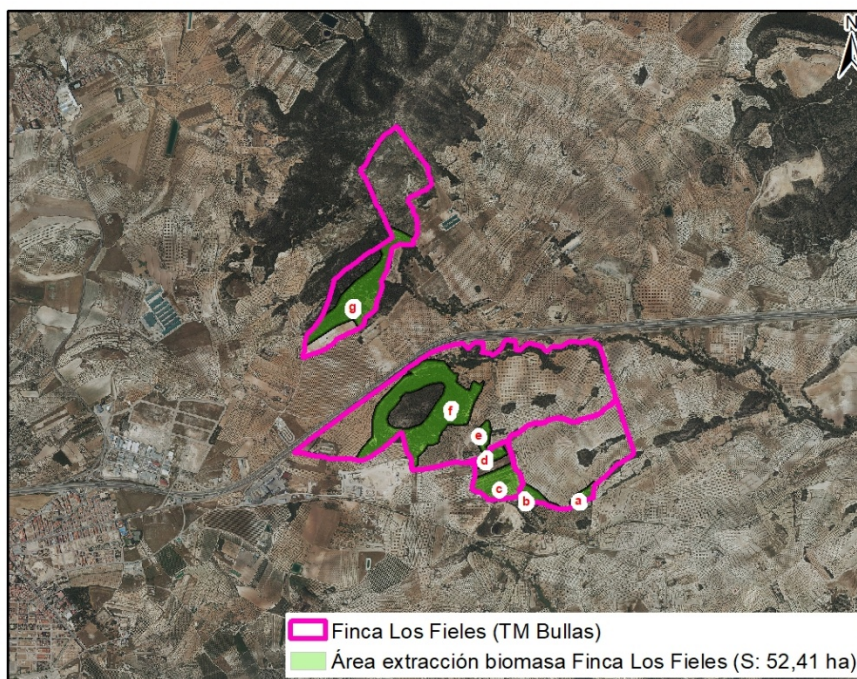 N
g
f
e
d
c
b
a
Finca Los Fieles (TM Bullas)
Área extracción biomasa Finca Los Fieles (S: 52,41 ha)